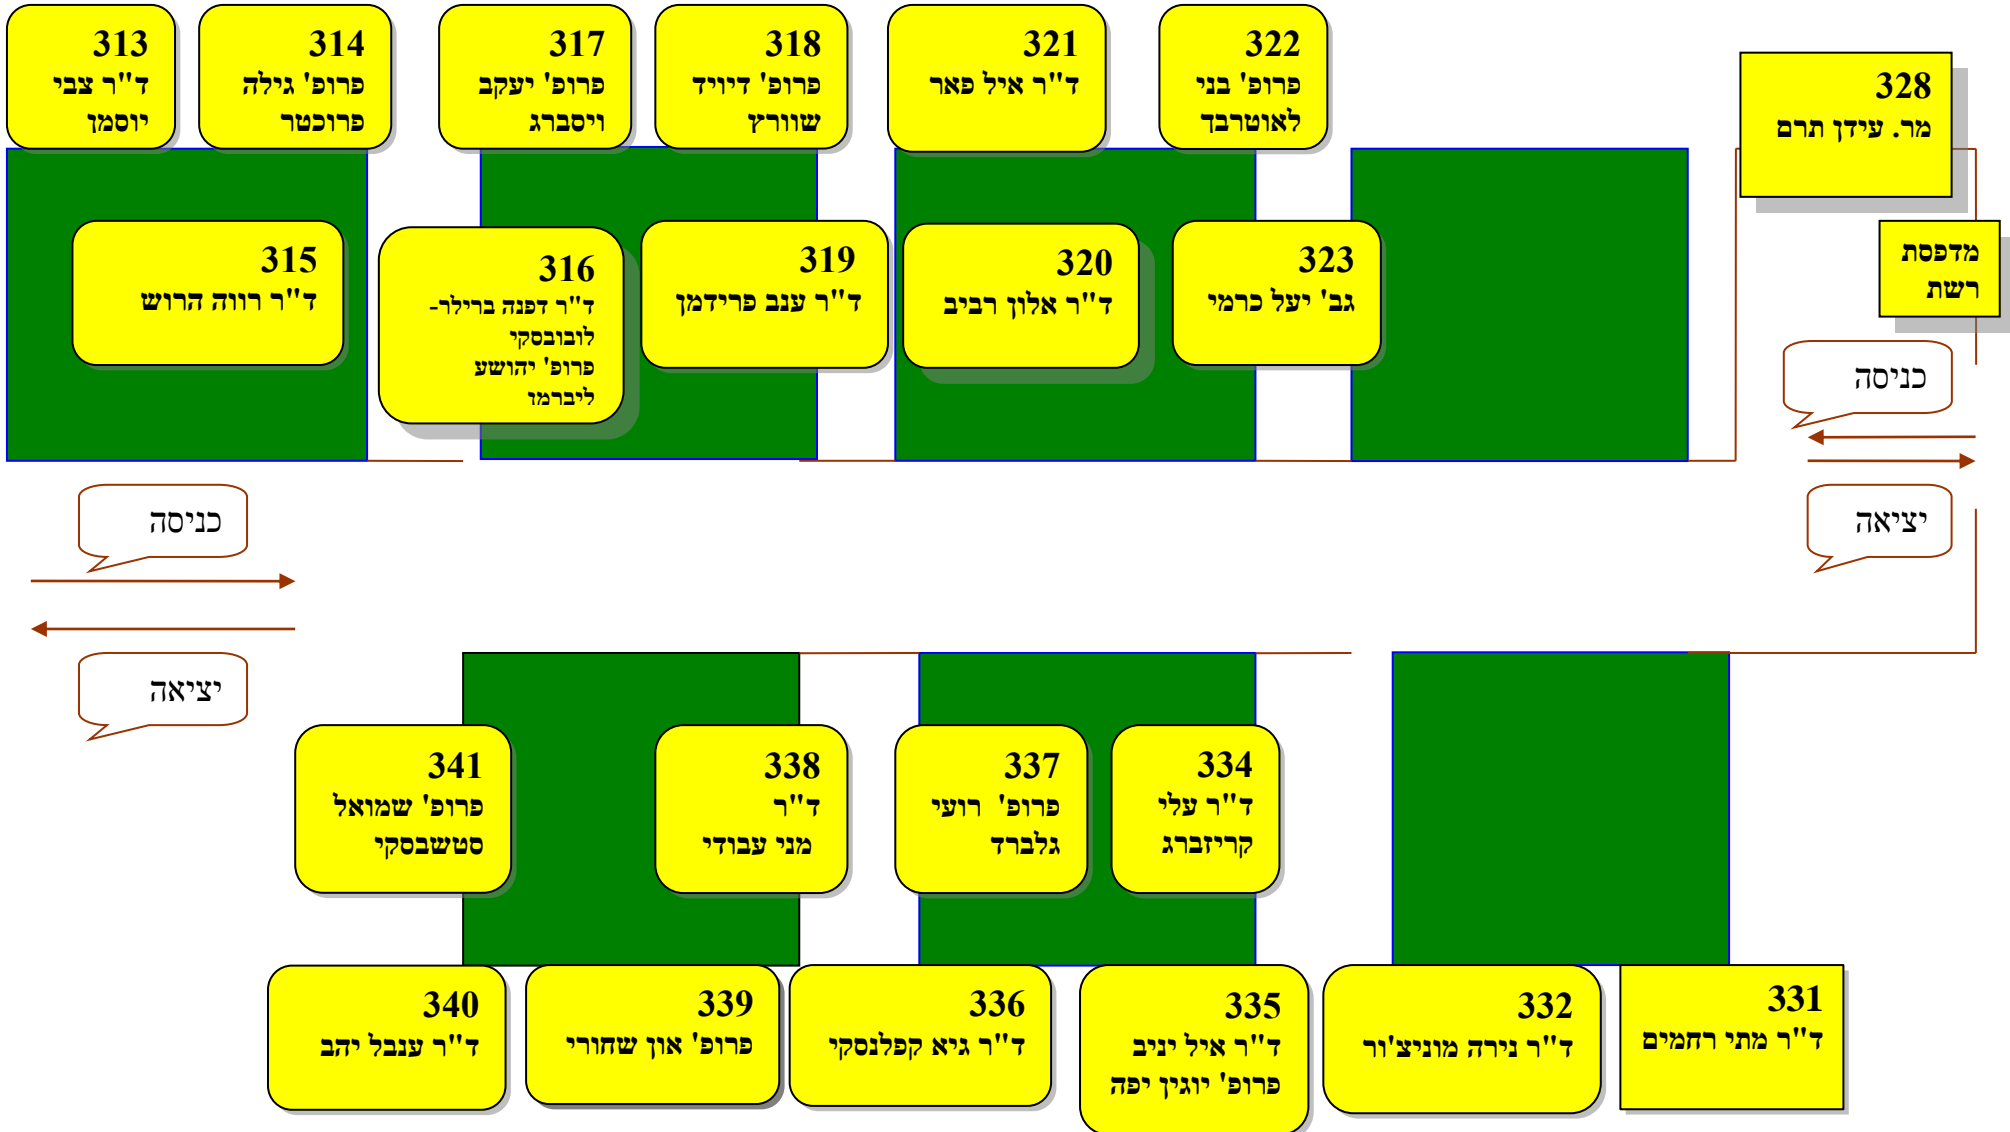 313
ד"ר צבי
יוסמן
314
פרופ' גילה
פרוכטר
317
פרופ' יעקב
ויסברג
318
פרופ' דיויד
שוורץ
321
ד"ר איל פאר
322
פרופ' בני
לאוטרבך
328
מר. עידן תרם
315
ד"ר רווה הרוש
316
ד"ר דפנה ברילר-
לובובסקי
פרופ' יהושע
ליברמן
319
ד"ר ענב פרידמן
320
ד"ר אלון רביב
323
גב' יעל כרמי
מדפסת
רשת
כניסה
יציאה
כניסה
יציאה
341
פרופ' שמואל
סטשבסקי
338
ד"ר
מני עבודי
337
פרופ' רועי
גלברד
334
ד"ר עלי
קריזברג
340
ד"ר ענבל יהב
339
פרופ' און שחורי
336
ד"ר גיא קפלנסקי
335
ד"ר איל יניב
פרופ' יוגין יפה
332
ד"ר נירה מוניצ'ור
331
ד"ר מתי רחמים